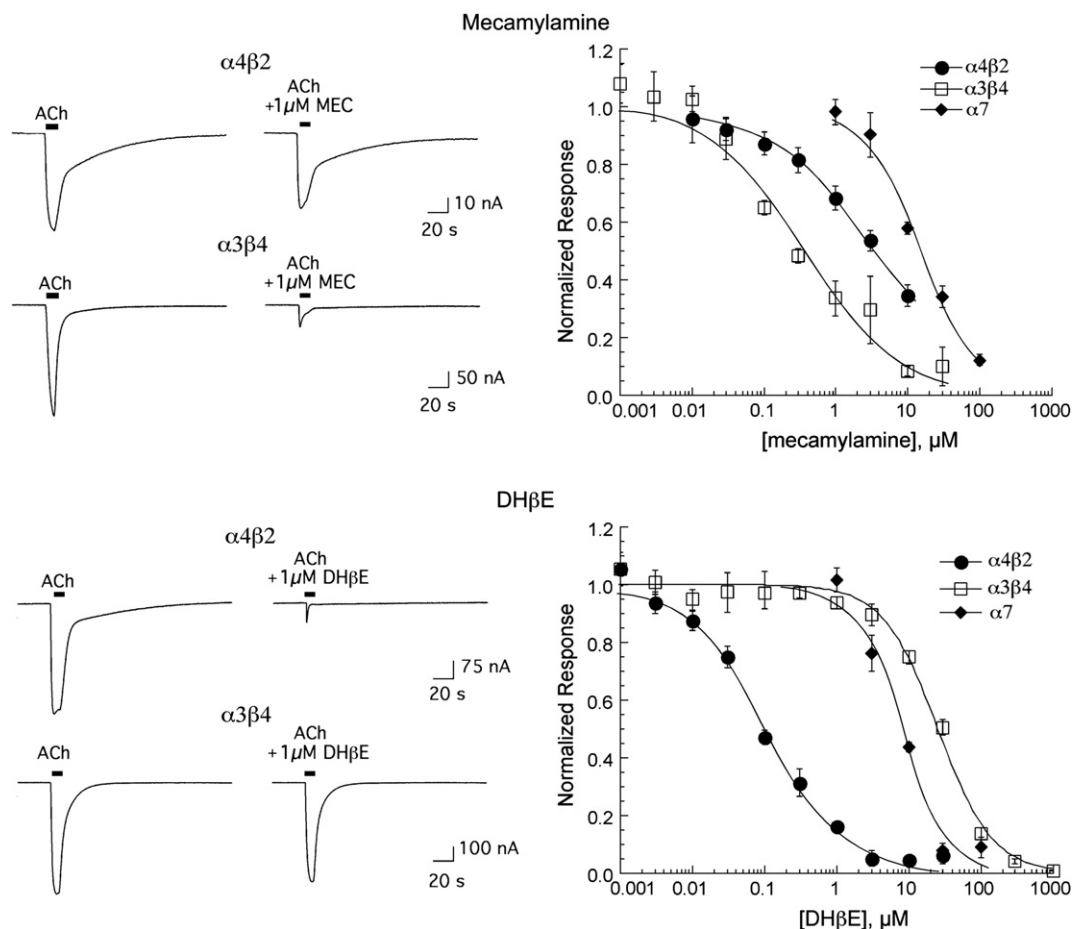 Mecamylamine
α4β2
ACh
ACh
+1µM MEC
10 nA
20 s
α3β4
ACh
ACh
+1µM MEC
50 nA
20 s
1.2
1.0
0.8
0.6
0.4
0.2
0.0
Normalized Response
α4β2
α3β4
α7
0.001 0.01 0.1 1 10 100 1000
[mecamylamine], µM
DHβE
α4β2
ACh
ACh
+1µM DHβE
75 nA
20 s
α3β4
ACh
ACh
+1µM DHβE
100 nA
20 s
1.2
1.0
0.8
0.6
0.4
0.2
0.0
Normalized Response
α4β2
α3β4
α7
0.001 0.01 0.1 1 10 100 1000
[DHβE], µM